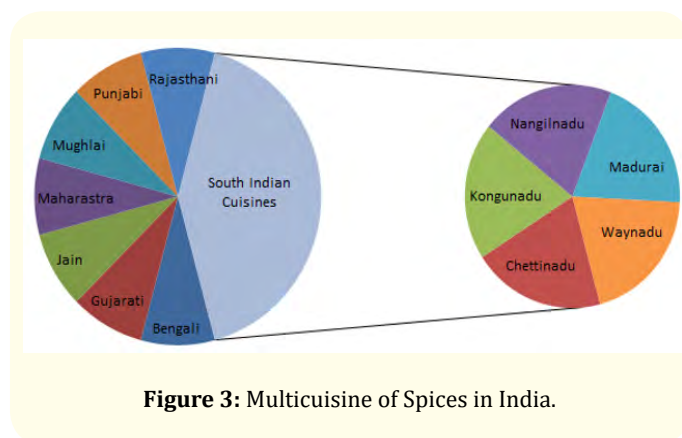 Rajasthani
Punjabi
Mughlai
Maharastra
Jain
Gujarati
Bengali
South Indian
Cuisines
Nangilnadu
Madurai
Kongunadu
Waynadu
Chettinadu
Figure 3: Multicuisine of Spices in India.